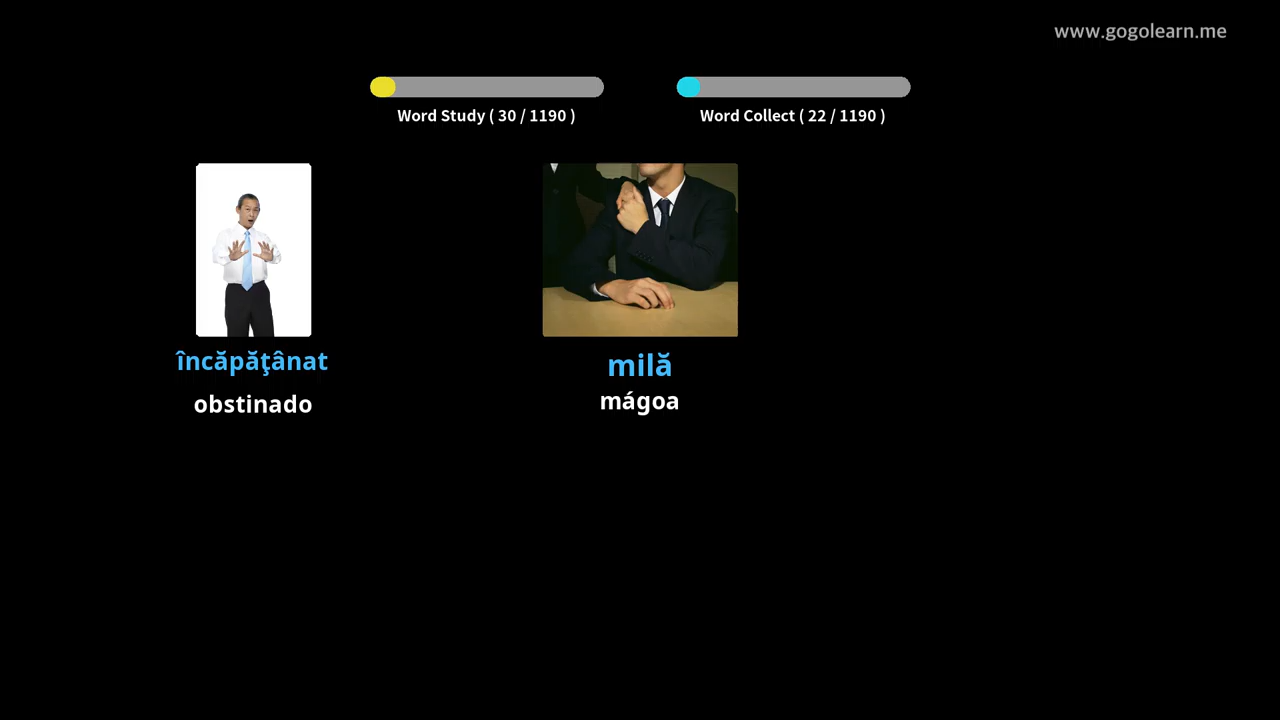 www.gogolearn.me
Word Study ( 30 / 1190 )
Word Collect ( 22 / 1190 )
încăpăţânat
obstinado
milă
mágoa